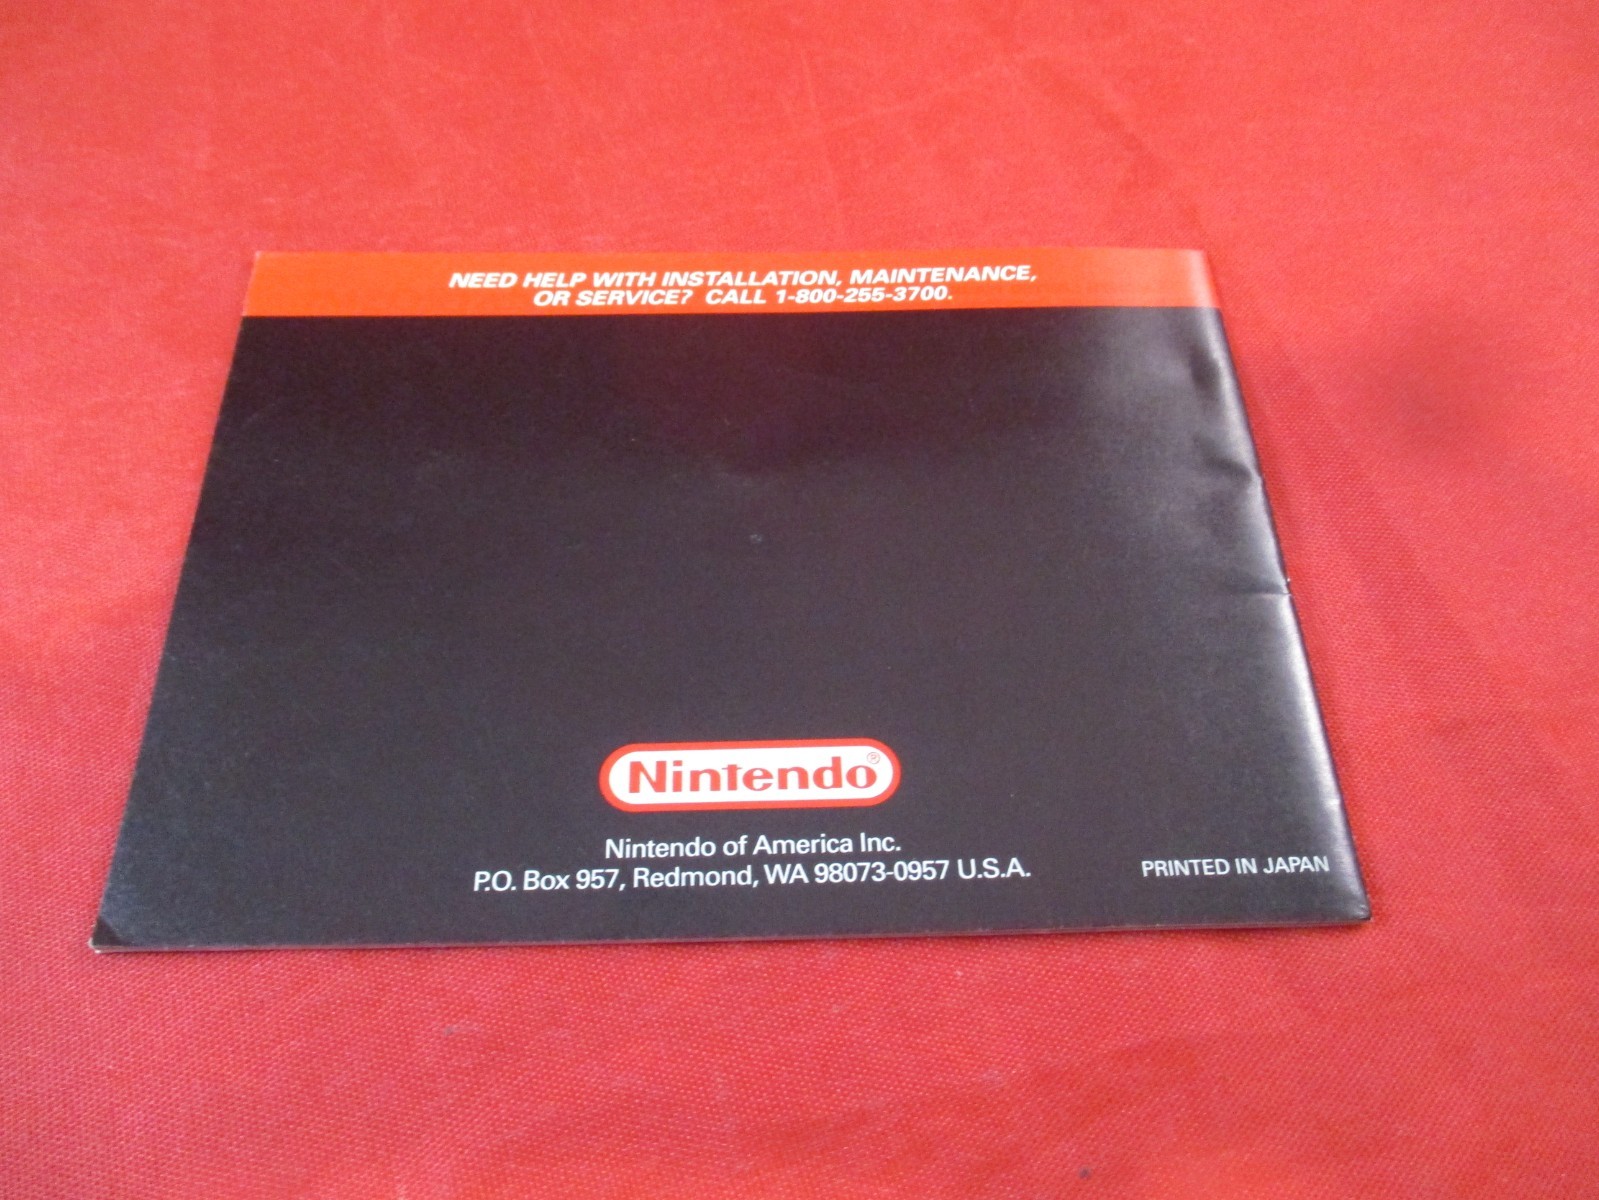 NEED HELP WITH INSTALLATION, MAINTENANCE,
OR SERVICE? CALL 1-800-255-3700.
Nintendo®
Nintendo of America Inc.
P.O. Box 957, Redmond, WA 98073-0957 U.S.A.
PRINTED IN JAPAN